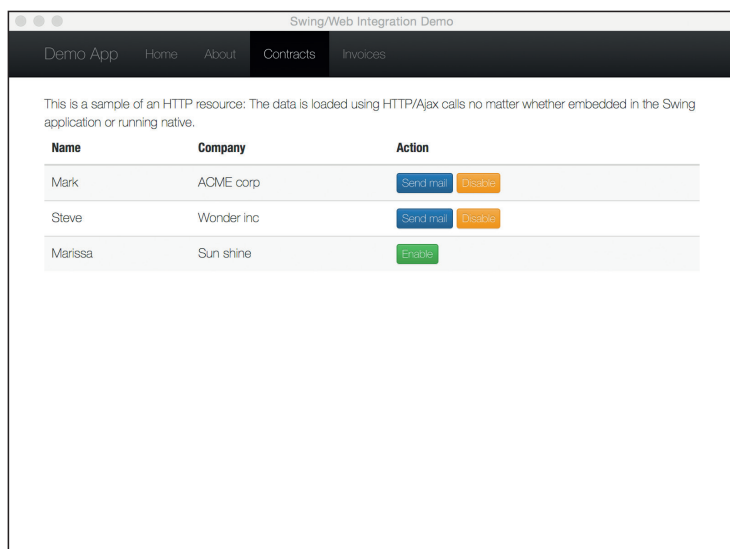 Swing/Web Integration Demo
Demo App Home About Contracts Invoices
This is a sample of an HTTP resource: The data is loaded using HTTP/Ajax calls no matter whether embedded in the Swing
application or running native.
Name Company Action
Mark ACME corp Send mail Disable
Steve Wonder inc Send mail Disable
Marissa Sun shine Enable